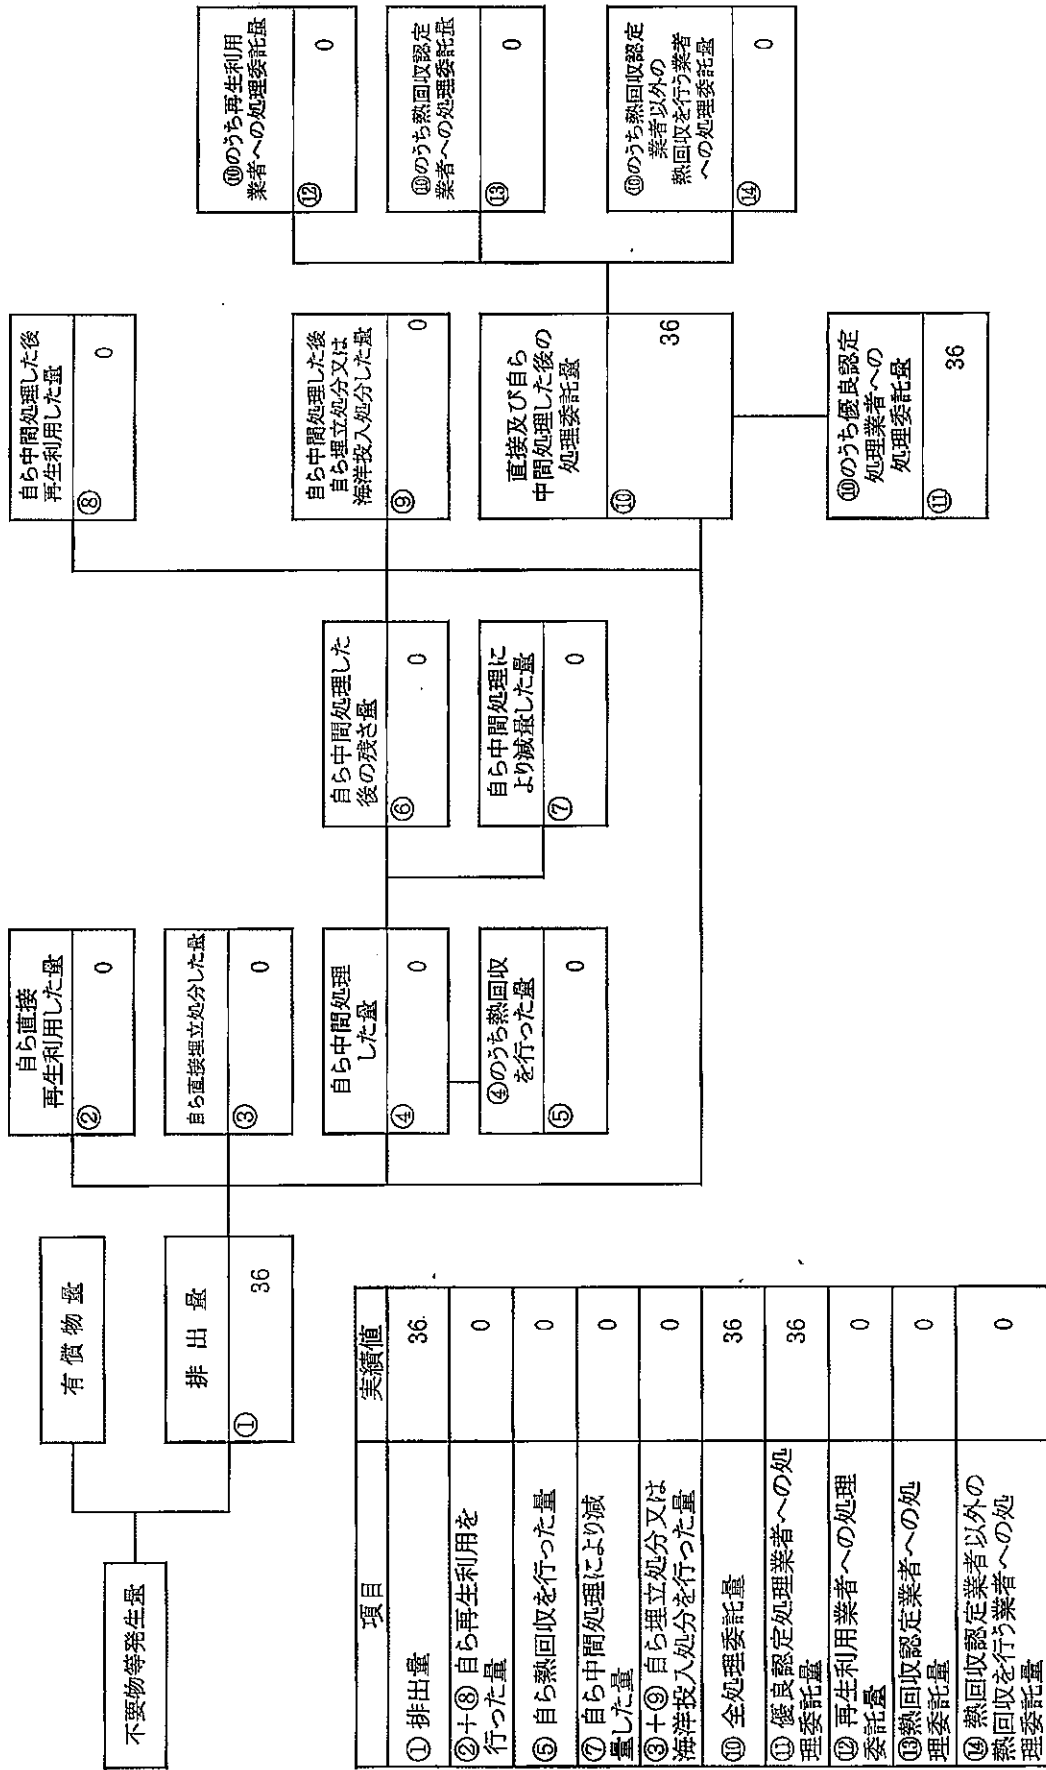 不要物等発生量
有償物量
排出量
①
36
自ら直接
再生利用した量
②
0
自ら直接埋立処分した量
③
0
自ら中間処理
した量
④
0
④のうち熱回収
を行った量
⑤
0
自ら中間処理した
後の残さ量
⑥
0
自ら中間処理に
より減量した量
⑦
0
自ら中間処理した後
再生利用した量
⑧
0
自ら中間処理した後
自ら埋立処分又は
海洋投入処分した量
⑨
0
直接及び自ら
中間処理した後の
処理委託量
⑩
36
⑩のうち優良認定
処理業者への
処理委託量
⑪
36
⑩のうち再生利用
業者への処理委託量
⑫
0
⑩のうち熱回収認定
業者への処理委託量
⑬
0
⑩のうち熱回収認定
業者以外の
熱回収を行う業者
への処理委託量
⑭
0
項目 実績値
① 排出量 36
②+⑧ 自ら再生利用を
行った量 0
⑤ 自ら熱回収を行った量 0
⑦ 自ら中間処理により減
量した量 0
③+⑨ 自ら埋立処分又は
海洋投入処分を行った量 0
⑩ 全処理委託量 36
⑪ 優良認定処理業者への処
理委託量 36
⑫ 再生利用業者への処理
委託量 0
⑬熱回収認定業者への処
理委託量 0
⑭ 熱回収認定業者以外の
熱回収を行う業者への処
理委託量 0